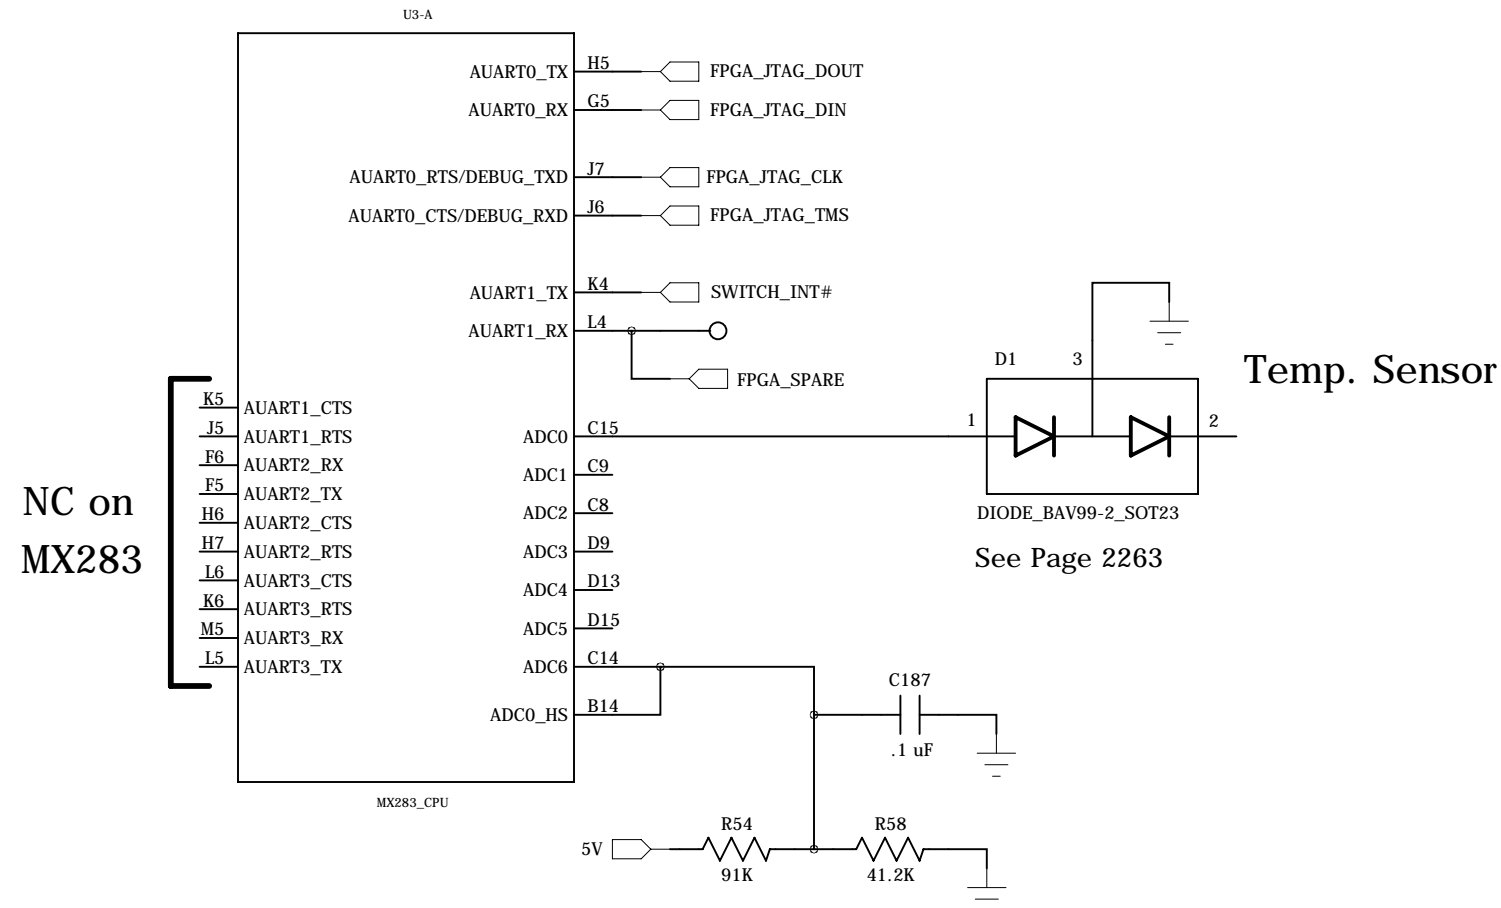 U3-A
AUART0_TX H5 FPGA_JTAG_DOUT
AUART0_RX G5 FPGA_JTAG_DIN
AUART0_RTS/DEBUG_TXD J7 FPGA_JTAG_CLK
AUART0_CTS/DEBUG_RXD J6 FPGA_JTAG_TMS
AUART1_TX K4 SWITCH_INT#
AUART1_RX L4
FPGA_SPARE
D1 3
Temp. Sensor
1 2
DIODE_BAV99-2_SOT23
See Page 2263
NC on
MX283
K5 AUART1_CTS
J5 AUART1_RTS
F6 AUART2_RX
F5 AUART2_TX
H6 AUART2_CTS
H7 AUART2_RTS
L6 AUART3_CTS
K6 AUART3_RTS
M5 AUART3_RX
L5 AUART3_TX
ADC0 C15
ADC1 C9
ADC2 C8
ADC3 D9
ADC4 D13
ADC5 D15
ADC6 C14
ADC0_HS B14
C187
.1 uF
MX283_CPU
R54 R58
5V
91K 41.2K